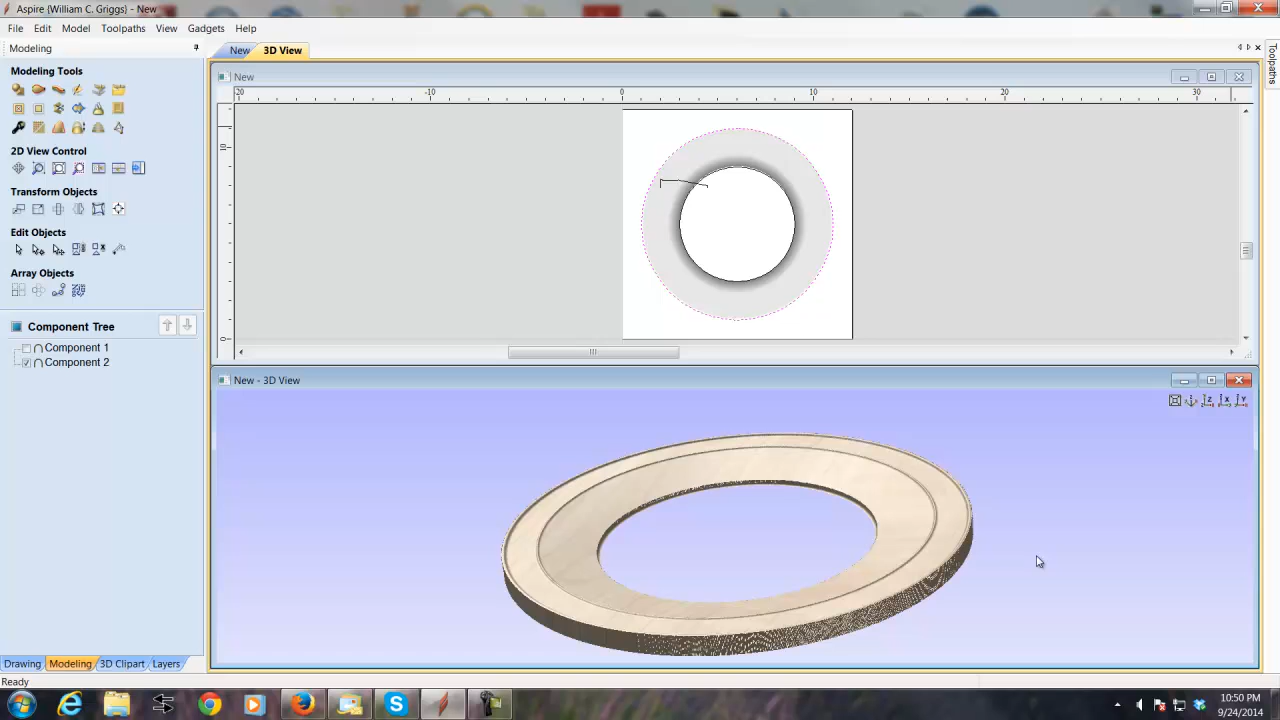 Aspire {William C. Griggs} - New
File Edit Model Toolpaths View Gadgets Help
Modeling
New 3D View
Toolpaths
Modeling Tools
New
20 -10 0 10 20 30
10
0
2D View Control
Transform Objects
Edit Objects
Array Objects
Component Tree
Component 1
Component 2
New - 3D View
Z X Y
Drawing Modeling 3D Clipart Layers
Ready
10:50 PM
9/24/2014